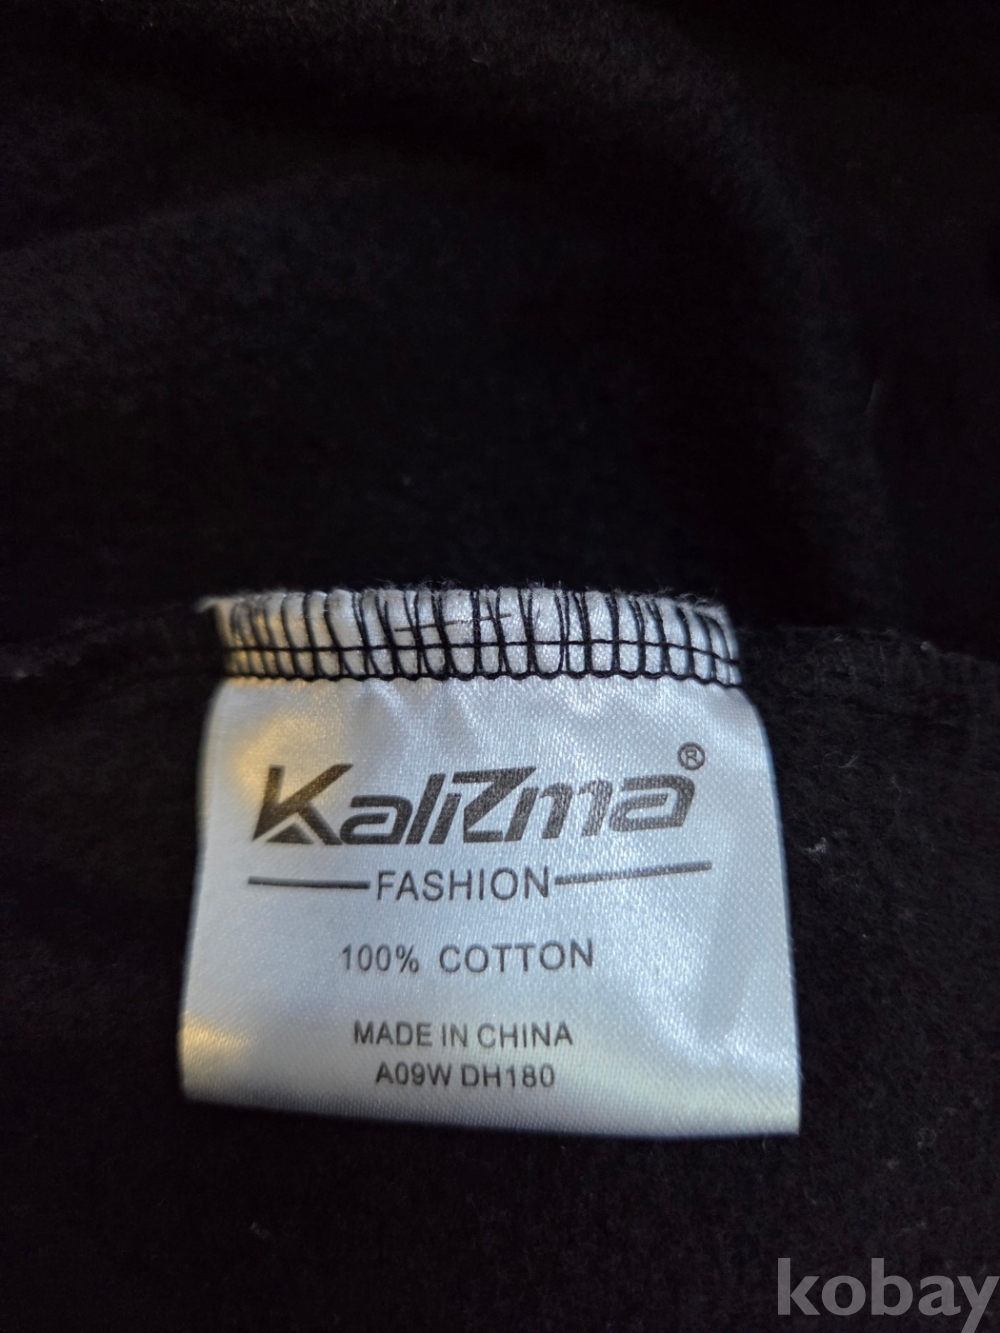 KaliZma®
FASHION
100% COTTON
MADE IN CHINA
A09W DH180
kobay